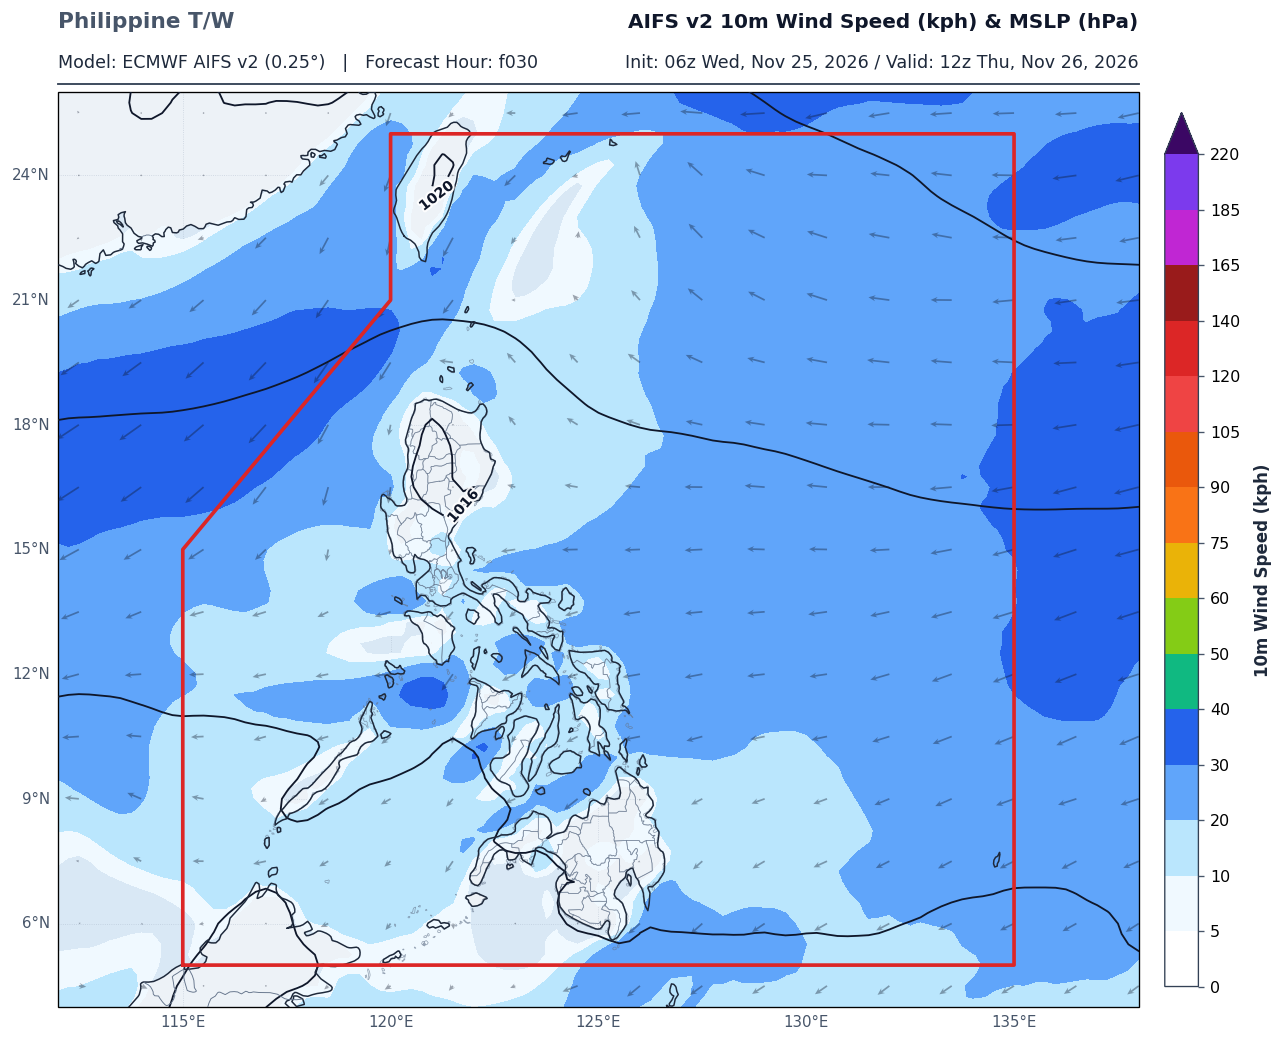 Philippine T/W
AIFS v2 10m Wind Speed (kph) & MSLP (hPa)
Model: ECMWF AIFS v2 (0.25°) | Forecast Hour: f030
Init: 06z Wed, Nov 25, 2026 / Valid: 12z Thu, Nov 26, 2026
24°N
21°N
18°N
15°N
12°N
9°N
6°N
115°E
120°E
125°E
130°E
135°E
1020
1016
220
185
165
140
120
105
90
75
60
50
40
30
20
10
5
0
10m Wind Speed (kph)